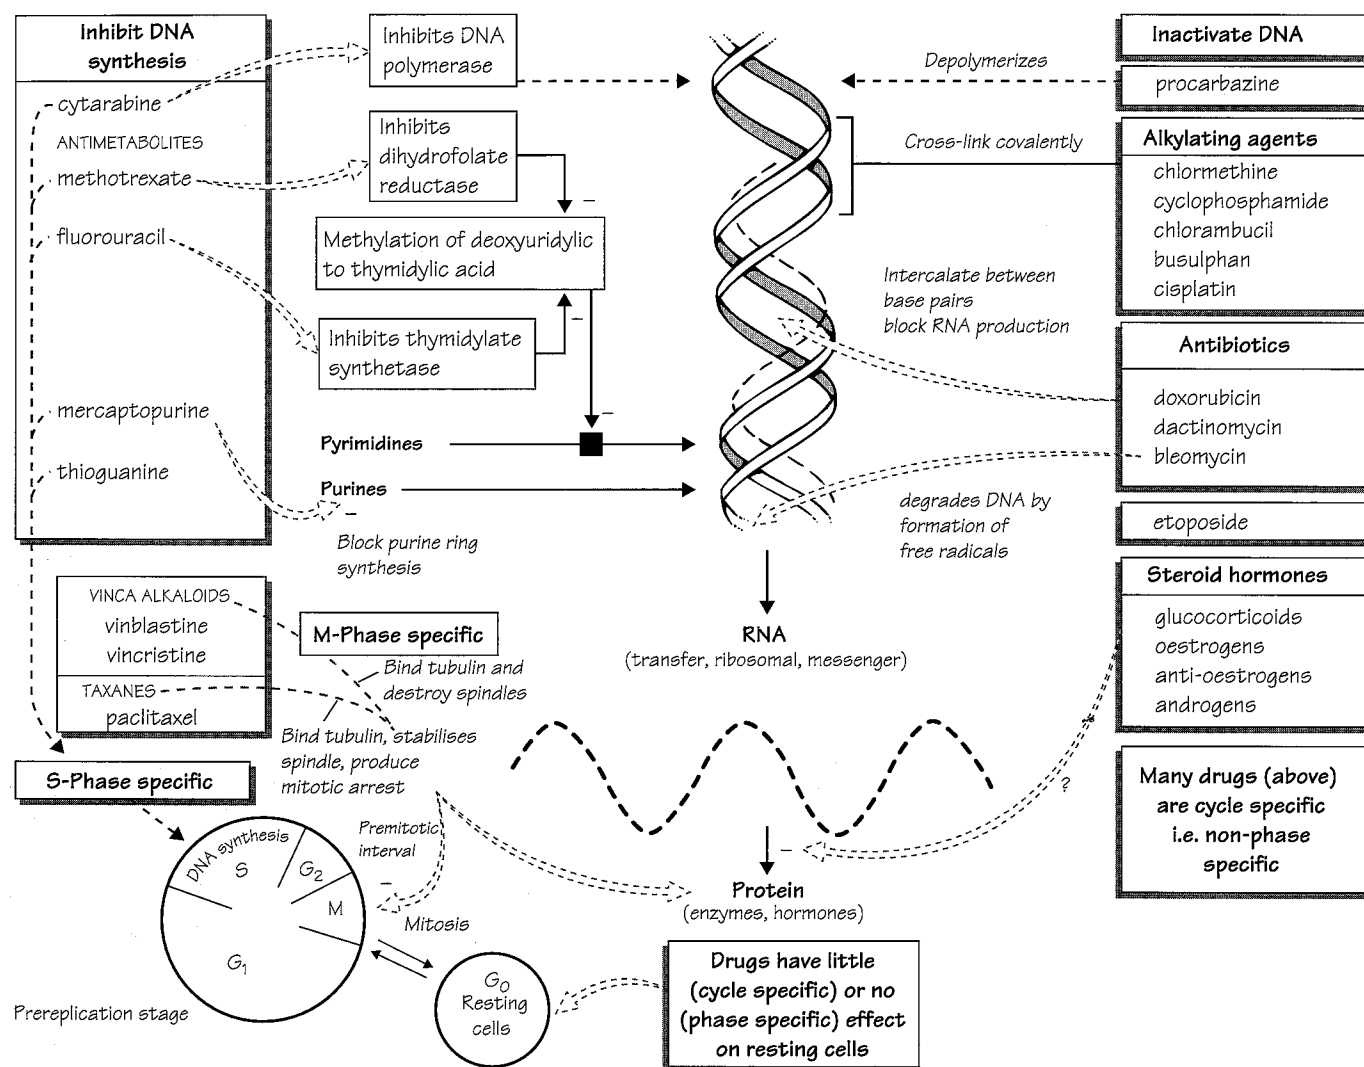 Inhibit DNA
synthesis
cytarabine
ANTIMETABOLITES
methotrexate
fluorouracil
mercaptopurine
thioguanine
Inhibits DNA
polymerase
Inhibits
dihydrofolate
reductase
Methylation of deoxyuridylic
to thymidylic acid
Inhibits thymidylate
synthetase
Pyrimidines
Purines
Block purine ring
synthesis
Depolymerizes
Cross-link covalently
Intercalate between
base pairs
block RNA production
degrades DNA by
formation of
free radicals
Inactivate DNA
procarbazine
Alkylating agents
chlormethine
cyclophosphamide
chlorambucil
busulphan
cisplatin
Antibiotics
doxorubicin
dactinomycin
bleomycin
etoposide
Steroid hormones
glucocorticoids
oestrogens
anti-oestrogens
androgens
Many drugs (above)
are cycle specific
i.e. non-phase
specific
VINCA ALKALOIDS
vinblastine
vincristine
TAXANES
paclitaxel
M-Phase specific
Bind tubulin and
destroy spindles
Bind tubulin, stabilises
spindle, produce
mitotic arrest
S-Phase specific
RNA
(transfer, ribosomal, messenger)
?
Protein
(enzymes, hormones)
DNA synthesis
S
G2
M
G1
Premitotic
interval
Mitosis
Prereplication stage
G0
Resting
cells
Drugs have little
(cycle specific) or no
(phase specific) effect
on resting cells